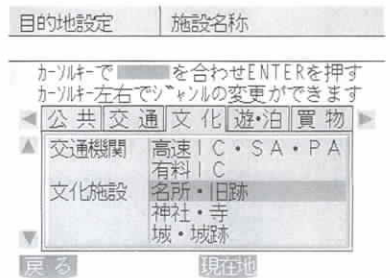 目的地設定 施設名称
カーソルキーで を合わせENTERを押す
カーソルキー左右でジャンルの変更ができます
公共 交通 文化 遊・泊 買物
交通機関 高速IC・SA・PA
有料IC
文化施設 名所・旧跡
神社・寺
城・城跡
戻る 現在地